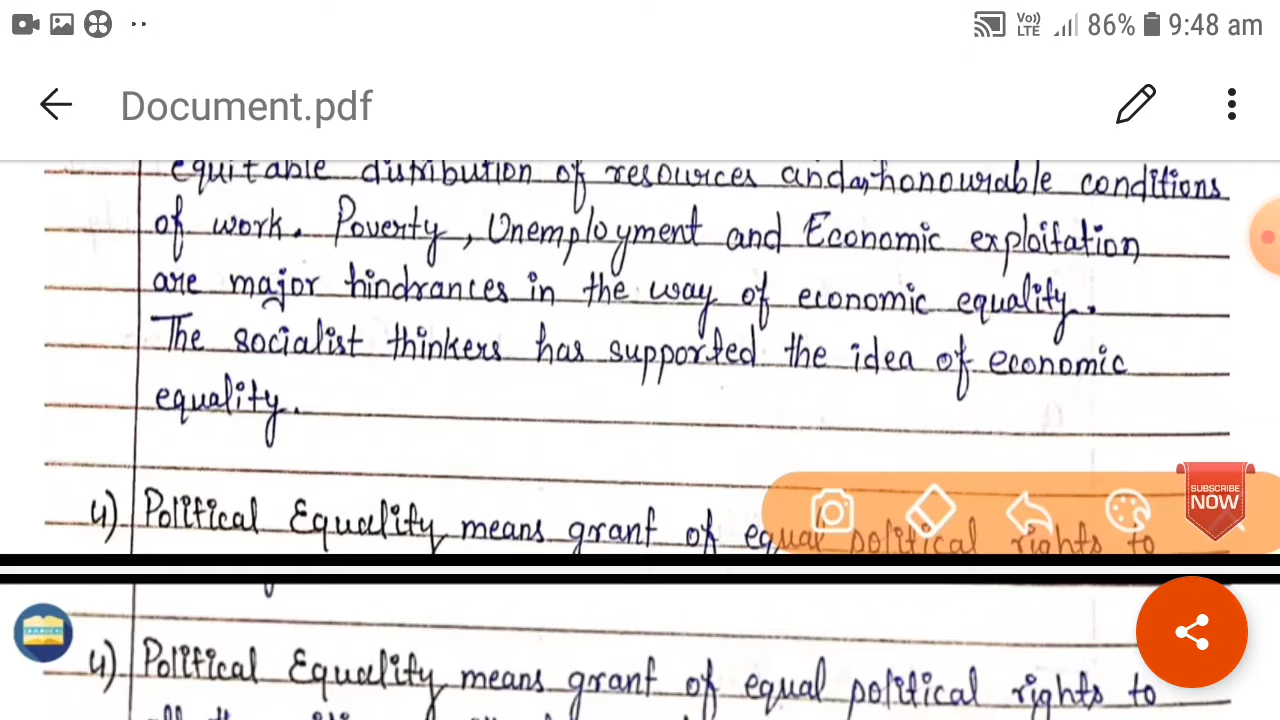 Vo))
LTE
86%
9:48 am
Document.pdf
equitable distribution of resources and honourable conditions
of work. Poverty, Unemployment and Economic exploitation
are major hindrances in the way of economic equality.
The socialist thinkers has supported the idea of economic
equality.
4) Political Equality means grant of equal political rights to
SUBSCRIBE
NOW
4) Political Equality means grant of equal political rights to